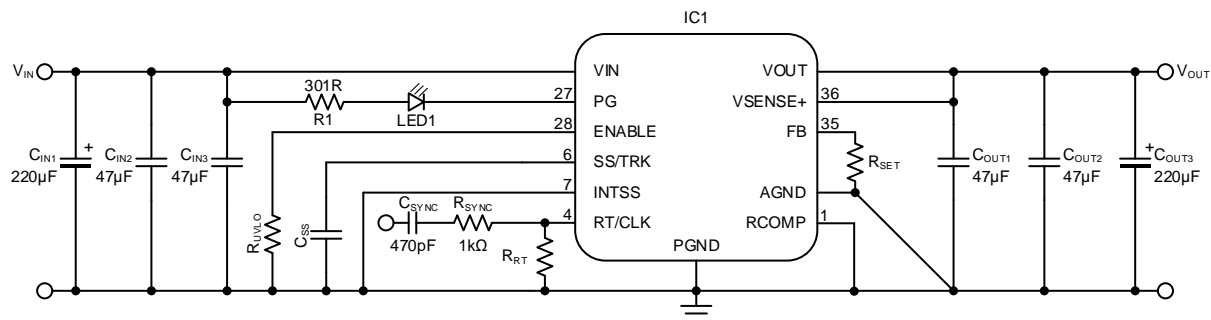 IC1
VIN
VIN
VOUT
VOUT
301R
R1
LED1
27
PG
VSENSE+
36
28
ENABLE
FB
35
CIN1
+
220µF
CIN2
47µF
CIN3
47µF
6
SS/TRK
RSET
COUT1
47µF
COUT2
47µF
+
COUT3
220µF
7
INTSS
AGND
CSYNC
470pF
RSYNC
1kΩ
4
RT/CLK
RCOMP
1
RUVLO
CSS
RRT
PGND